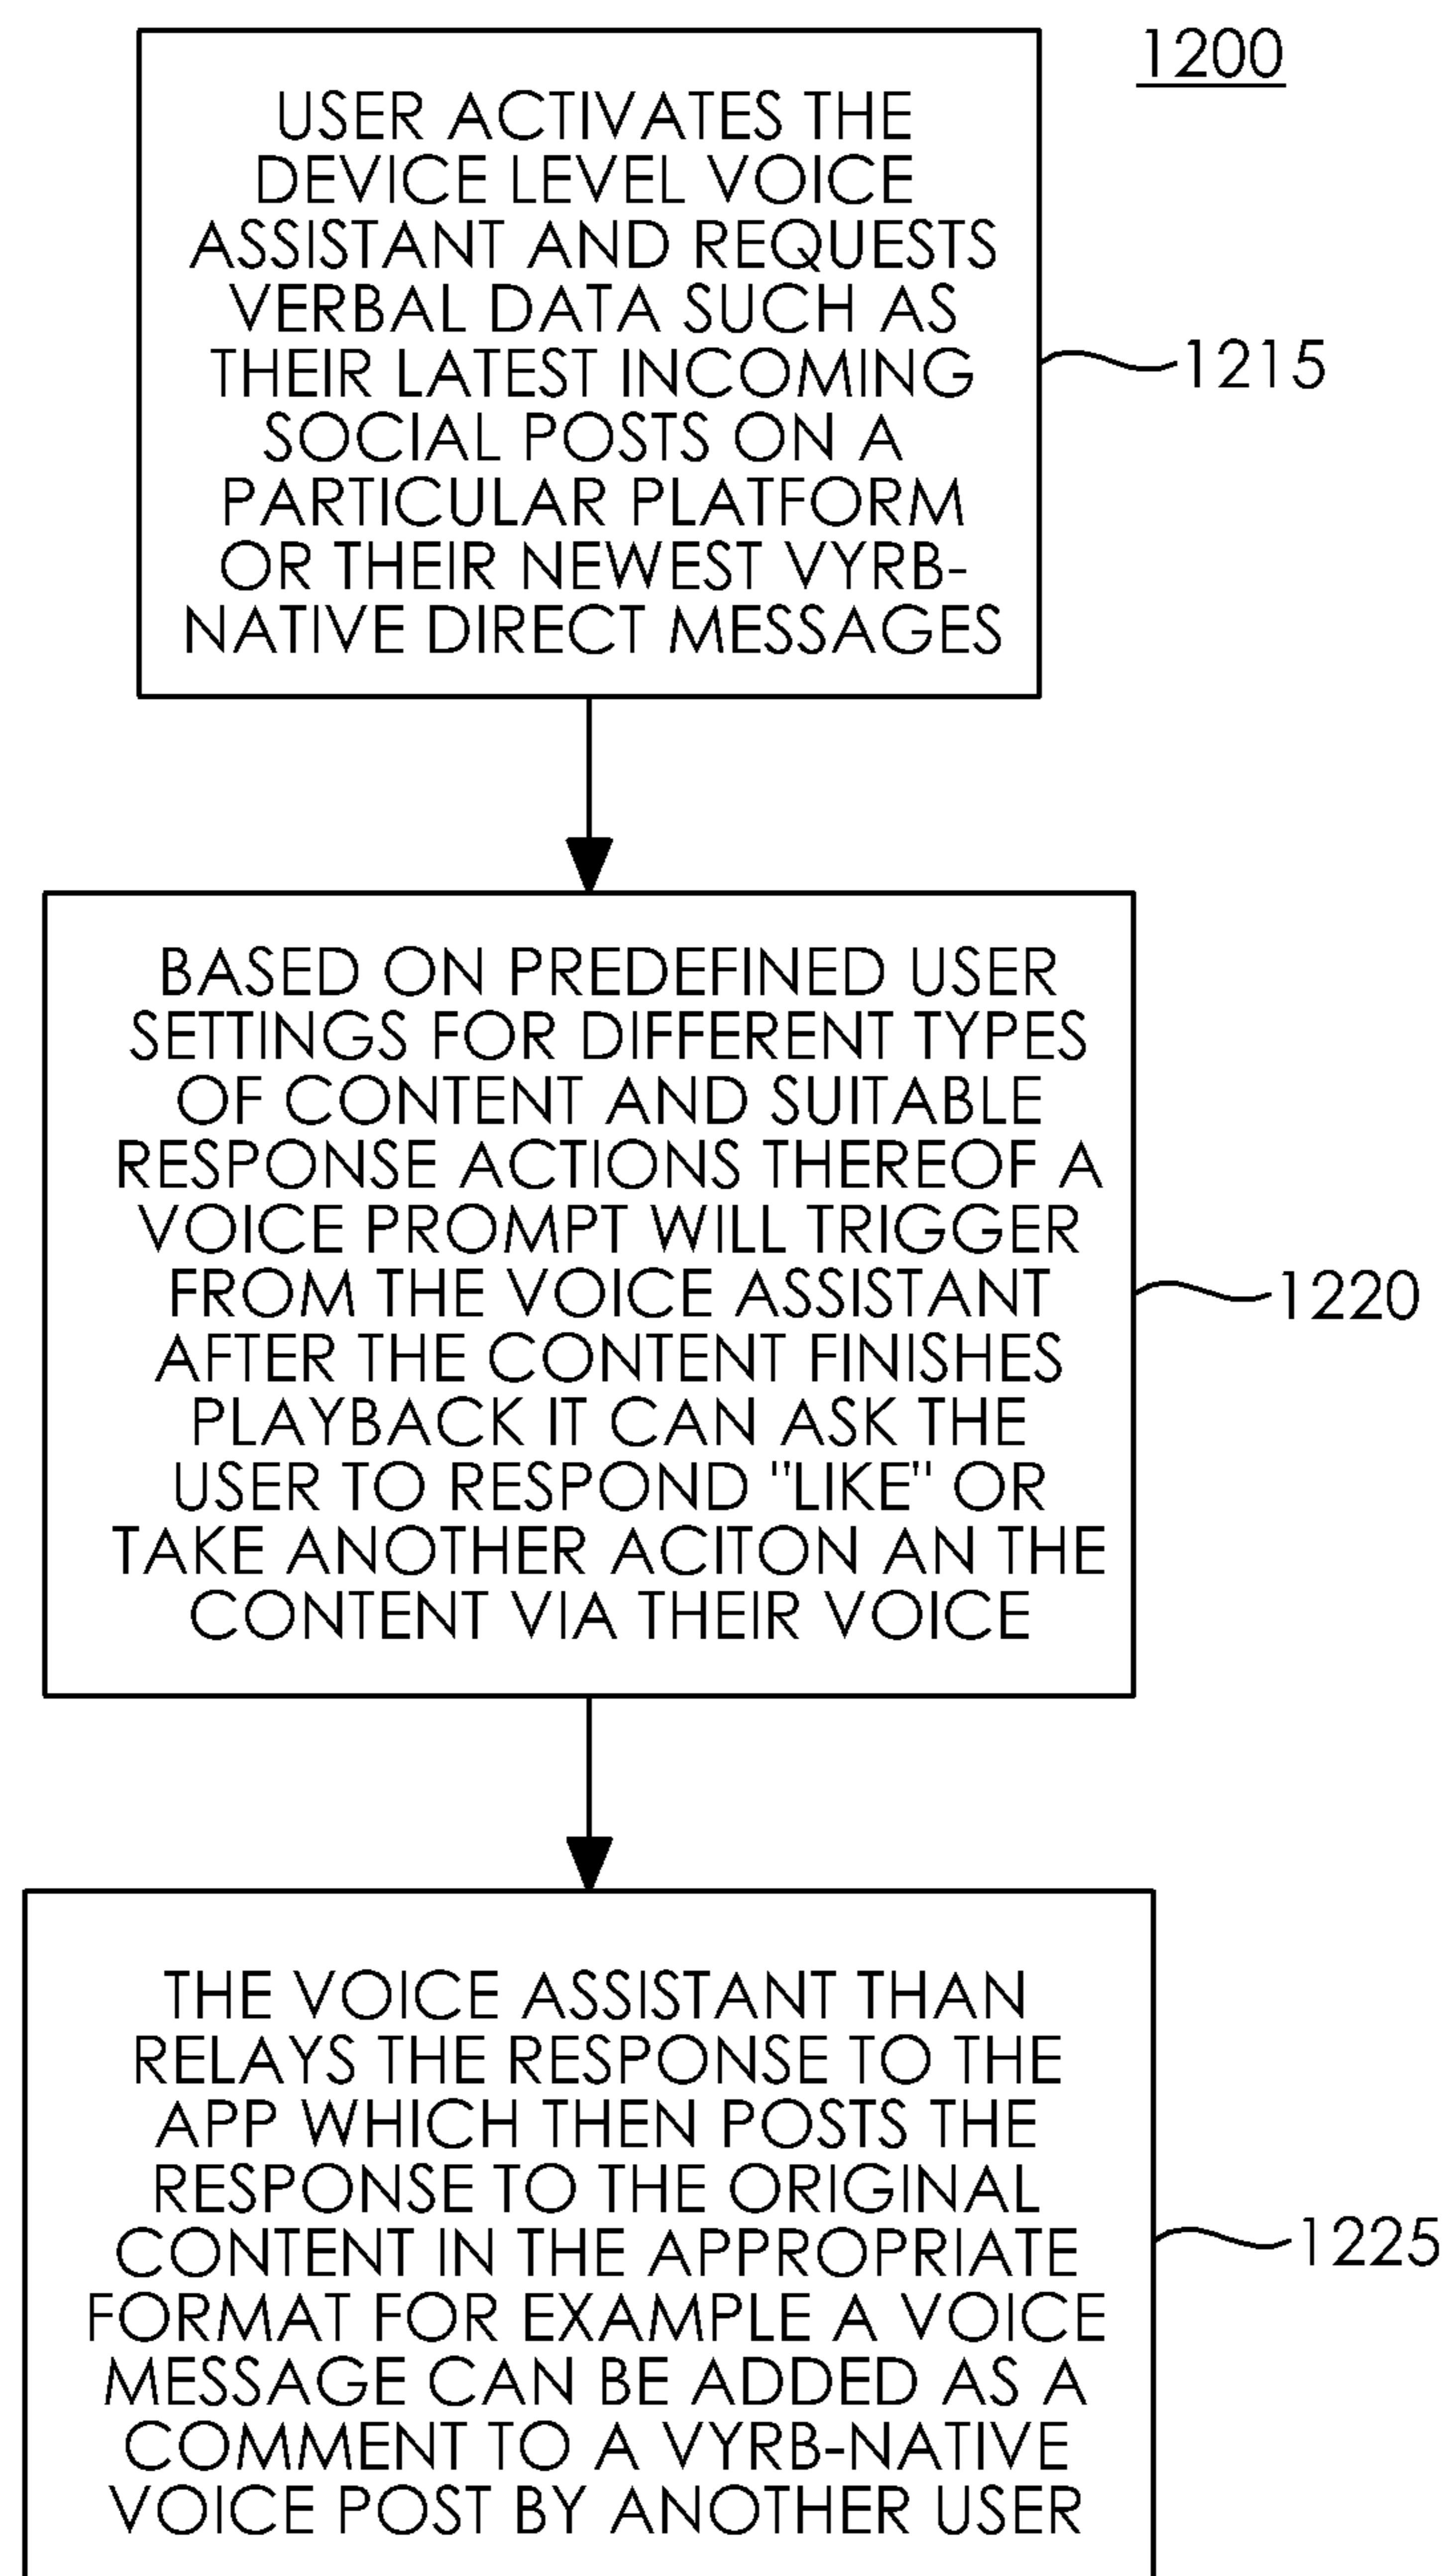 1200
USER ACTIVATES THE
DEVICE LEVEL VOICE
ASSISTANT AND REQUESTS
VERBAL DATA SUCH AS
THEIR LATEST INCOMING
SOCIAL POSTS ON A
PARTICULAR PLATFORM
OR THEIR NEWEST VYRB-
NATIVE DIRECT MESSAGES
1215
BASED ON PREDEFINED USER
SETTINGS FOR DIFFERENT TYPES
OF CONTENT AND SUITABLE
RESPONSE ACTIONS THEREOF A
VOICE PROMPT WILL TRIGGER
FROM THE VOICE ASSISTANT
AFTER THE CONTENT FINISHES
PLAYBACK IT CAN ASK THE
USER TO RESPOND "LIKE" OR
TAKE ANOTHER ACITON AN THE
CONTENT VIA THEIR VOICE
1220
THE VOICE ASSISTANT THAN
RELAYS THE RESPONSE TO THE
APP WHICH THEN POSTS THE
RESPONSE TO THE ORIGINAL
CONTENT IN THE APPROPRIATE
FORMAT FOR EXAMPLE A VOICE
MESSAGE CAN BE ADDED AS A
COMMENT TO A VYRB-NATIVE
VOICE POST BY ANOTHER USER
1225